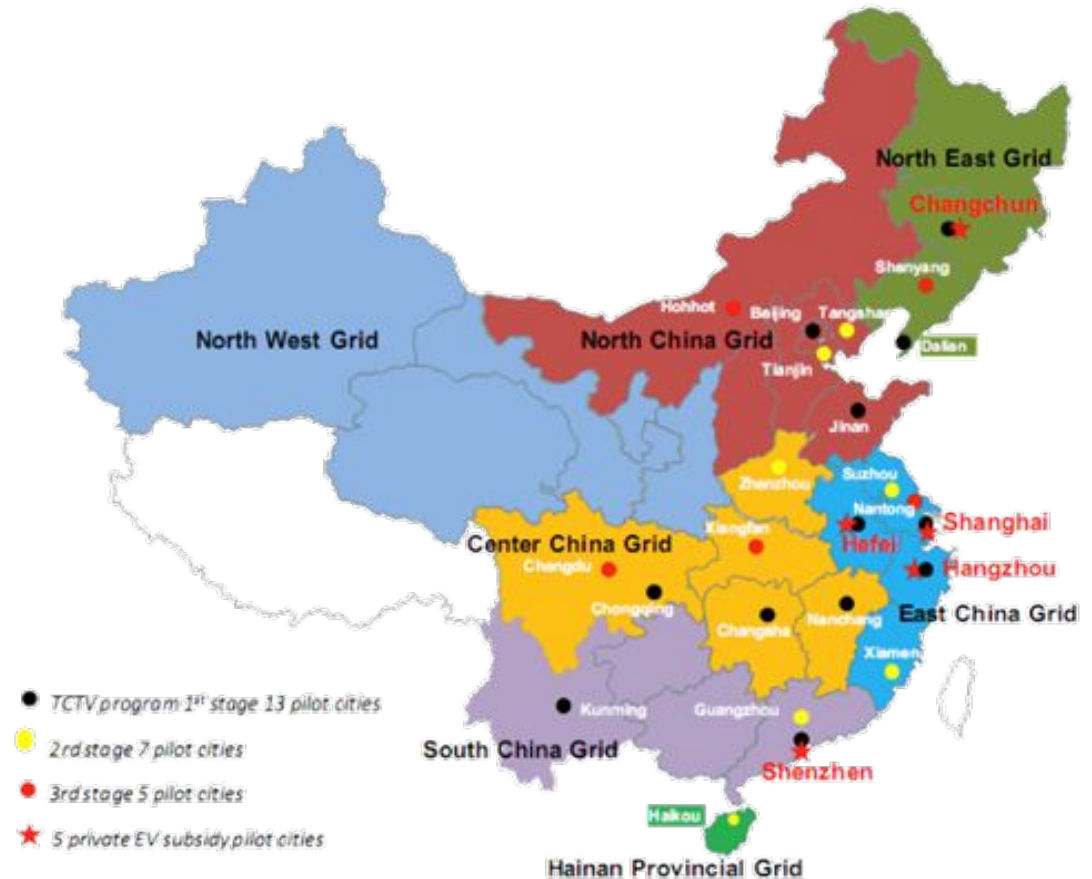 North East Grid
Changchun
Shenyang
Hohhot
Beijing
Tangshan
North West Grid
North China Grid
Dalian
Tianjin
Jinan
Suzhou
Zhenzhou
Nantong
Xiangfan
Shanghai
Center China Grid
Hefei
Chengdu
Hangzhou
Chongqing
Nanchang
East China Grid
Changsha
Xiamen
TCTV program 1st stage 13 pilot cities
Kunming
Guangzhou
2rd stage 7 pilot cities
South China Grid
Shenzhen
3rd stage 5 pilot cities
Haikou
5 private EV subsidy pilot cities
Hainan Provincial Grid